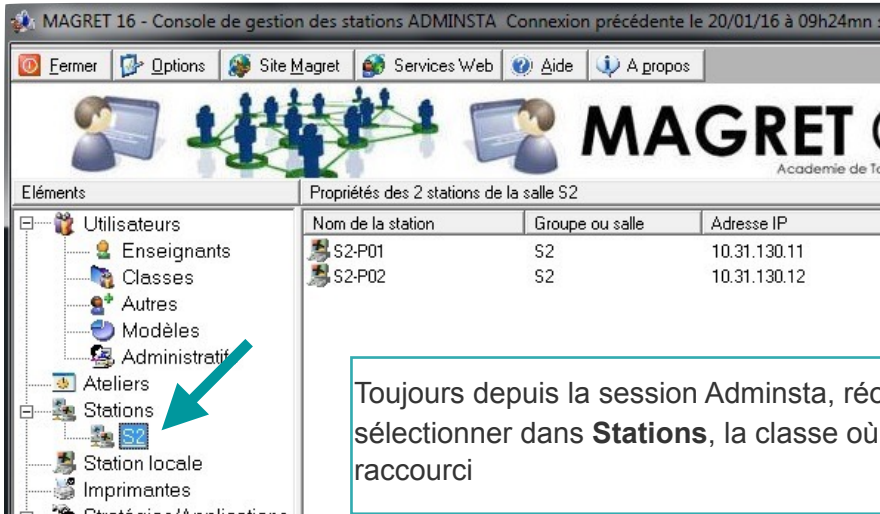 MAGRET 16 - Console de gestion des stations ADMINSTA Connexion précédente le 20/01/16 à 09h24mn
Fermer Options Site Magret Services Web Aide A propos
MAGRET
Academie de
Eléments
Propriétés des 2 stations de la salle S2
Nom de la station Groupe ou salle Adresse IP
S2-P01 S2 10.31.130.11
S2-P02 S2 10.31.130.12
Utilisateurs
Enseignants
Classes
Autres
Modèles
Administratif
Ateliers
Stations
S2
Station locale
Imprimantes
Stratégies/Applications
Toujours depuis la session Adminsta,
sélectionner dans Stations, la classe où
raccourci